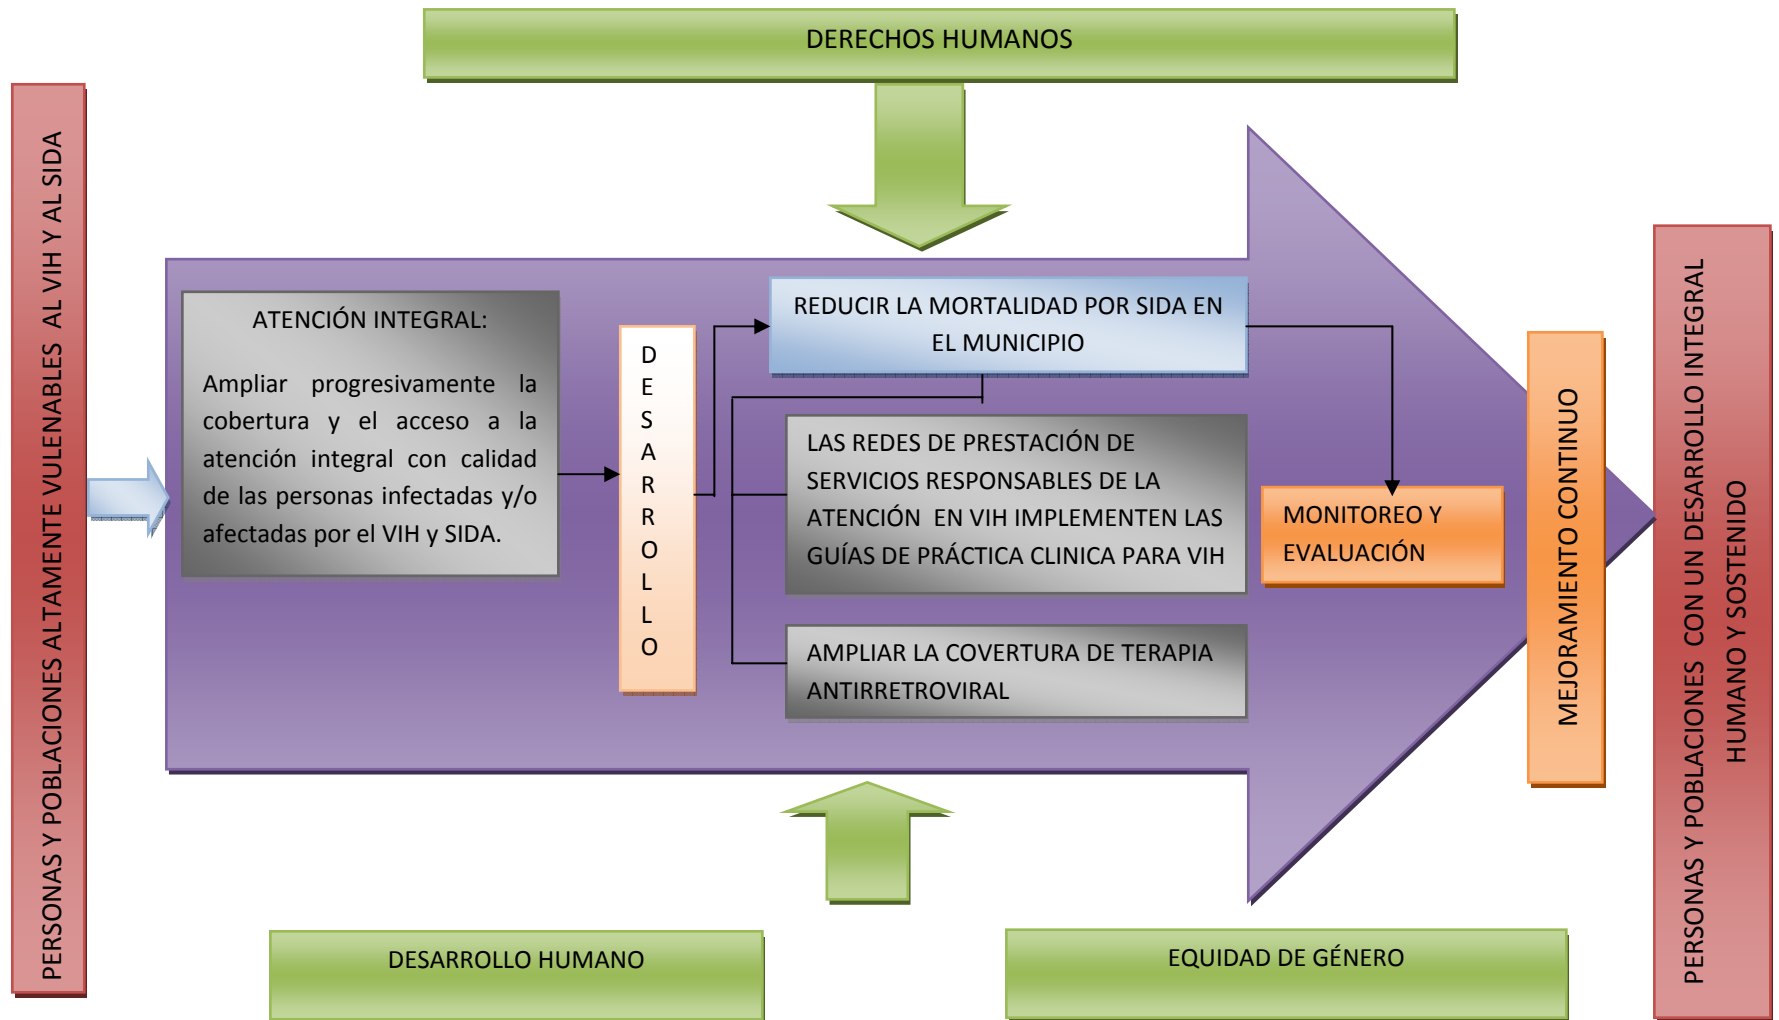 DERECHOS HUMANOS
PERSONAS Y POBLACIONES ALTAMENTE VULENABLES AL VIH Y AL SIDA
ATENCIÓN INTEGRAL:
Ampliar progresivamente la
cobertura y el acceso a la
atención integral con calidad
de las personas infectadas y/o
afectadas por el VIH y SIDA.
D
E
S
A
R
R
O
L
L
O
REDUCIR LA MORTALIDAD POR SIDA EN
EL MUNICIPIO
LAS REDES DE PRESTACIÓN DE
SERVICIOS RESPONSABLES DE LA
ATENCIÓN EN VIH IMPLEMENTEN LAS
GUÍAS DE PRÁCTICA CLINICA PARA VIH
AMPLIAR LA COVERTURA DE TERAPIA
ANTIRRETROVIRAL
MONITOREO Y
EVALUACIÓN
MEJORAMIENTO CONTINUO
PERSONAS Y POBLACIONES CON UN DESARROLLO INTEGRAL
HUMANO Y SOSTENIDO
DESARROLLO HUMANO
EQUIDAD DE GÉNERO